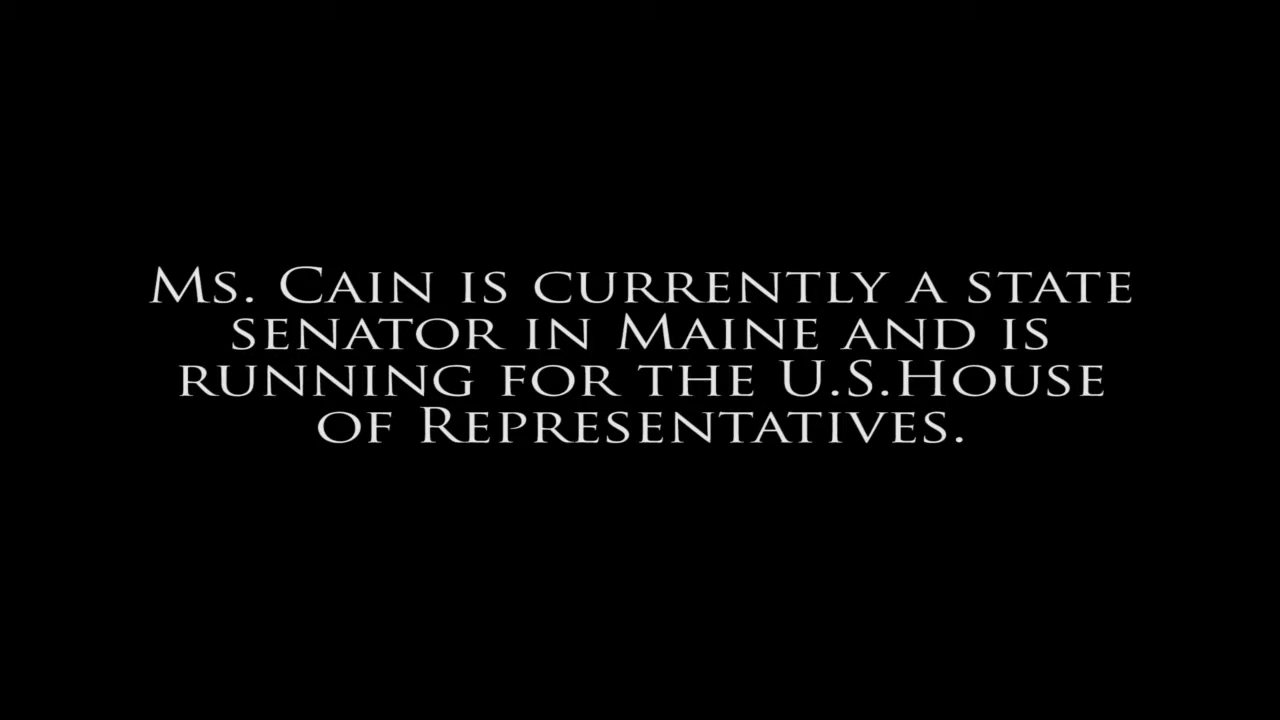 Ms. Cain is currently a state
senator in Maine and is
running for the U.S.House
of Representatives.